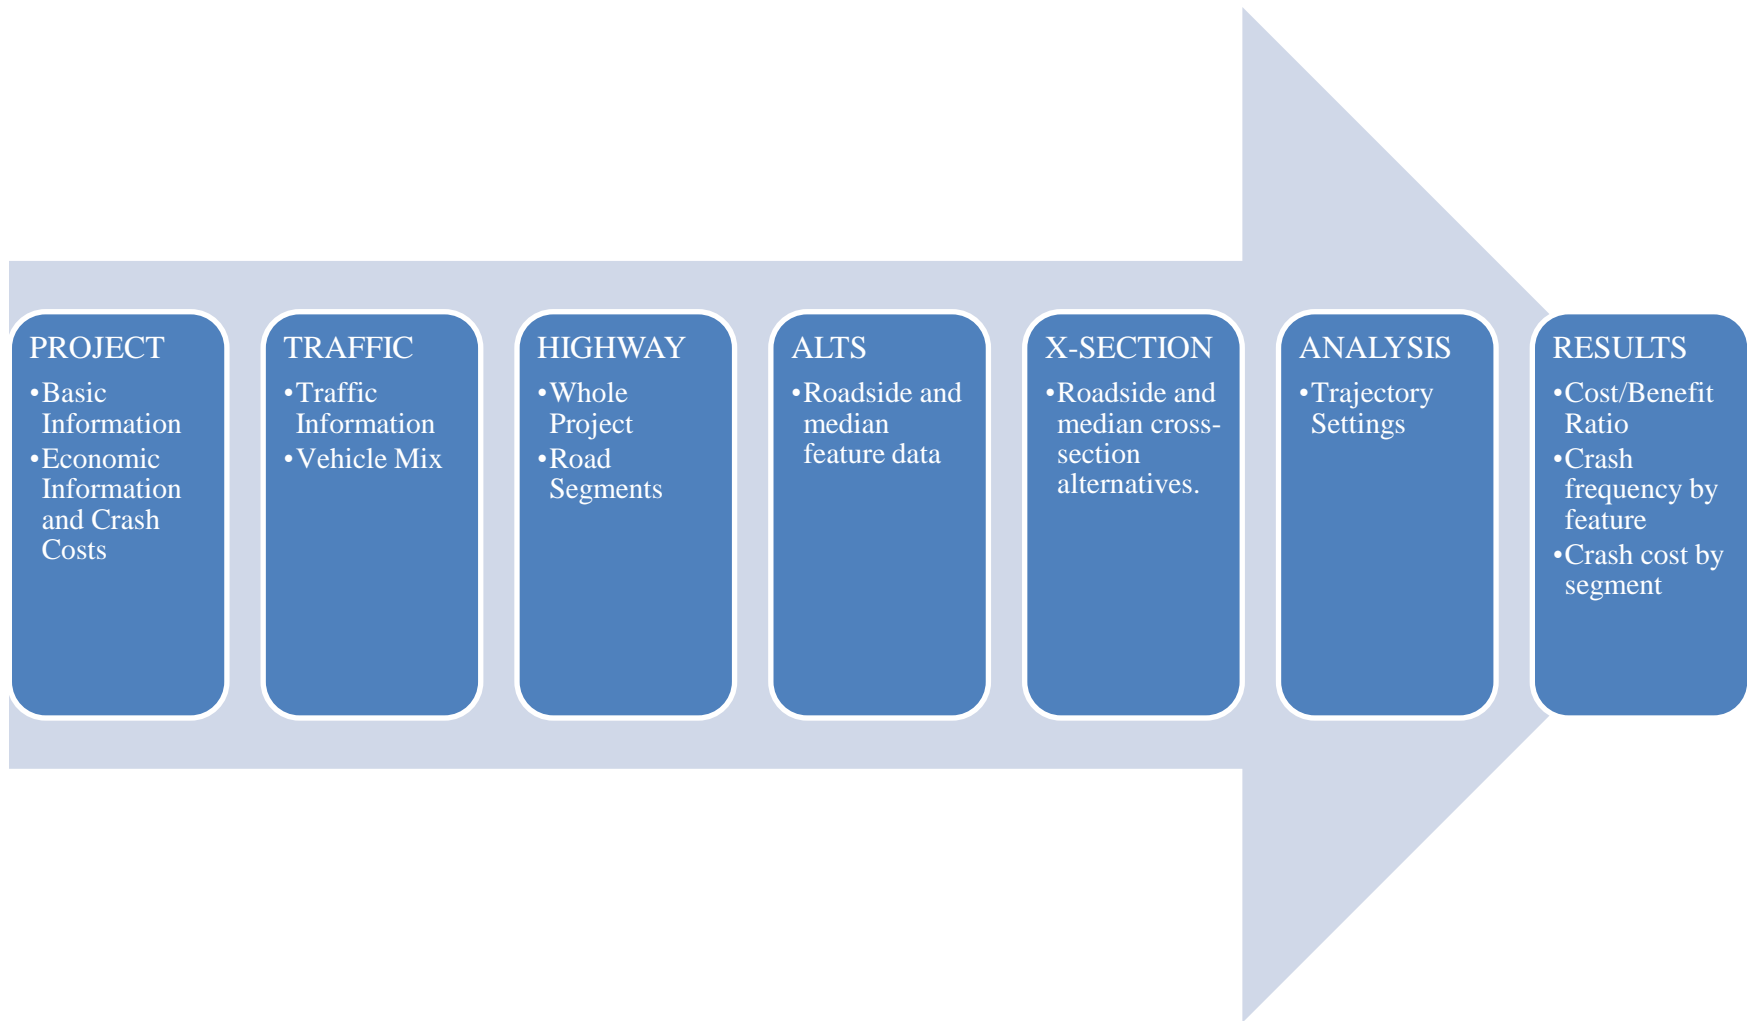 PROJECT
•Basic
Information
•Economic
Information
and Crash
Costs
TRAFFIC
•Traffic
Information
•Vehicle Mix
HIGHWAY
•Whole
Project
•Road
Segments
ALTS
•Roadside and
median
feature data
X-SECTION
•Roadside and
median cross-
section
alternatives.
ANALYSIS
•Trajectory
Settings
RESULTS
•Cost/Benefit
Ratio
•Crash
frequency by
feature
•Crash cost by
segment